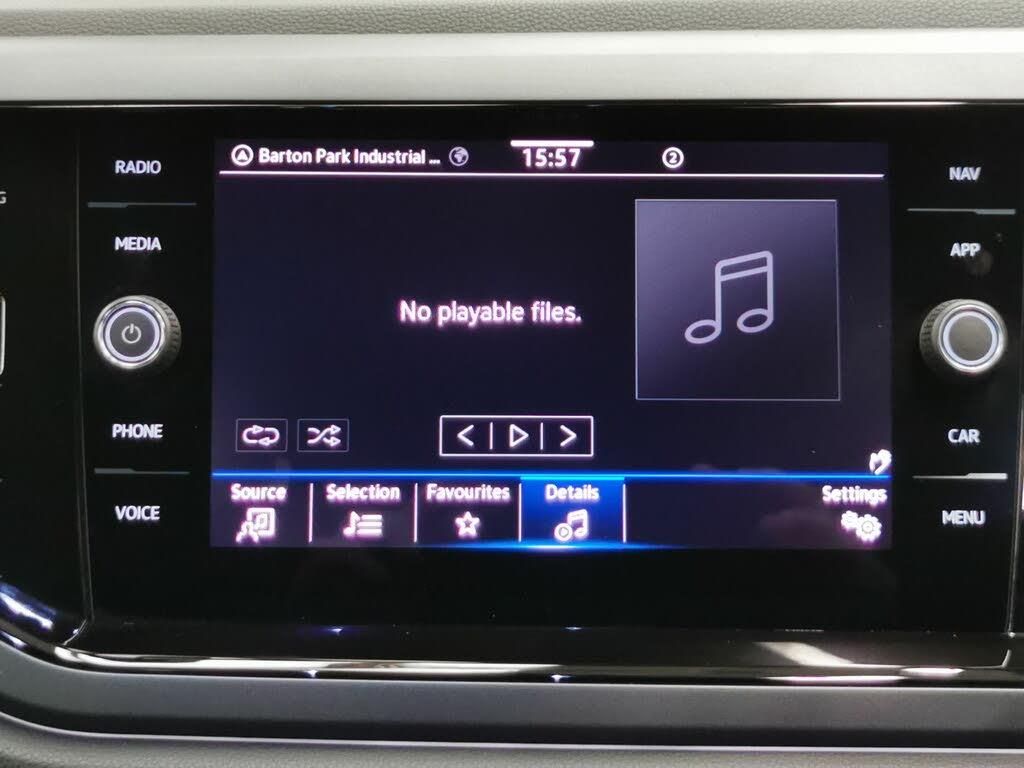 RADIO
MEDIA
PHONE
VOICE
G
Barton Park Industrial ...
15:57
2
No playable files.
Source
Selection
Favourites
Details
Settings
NAV
APP
CAR
MENU